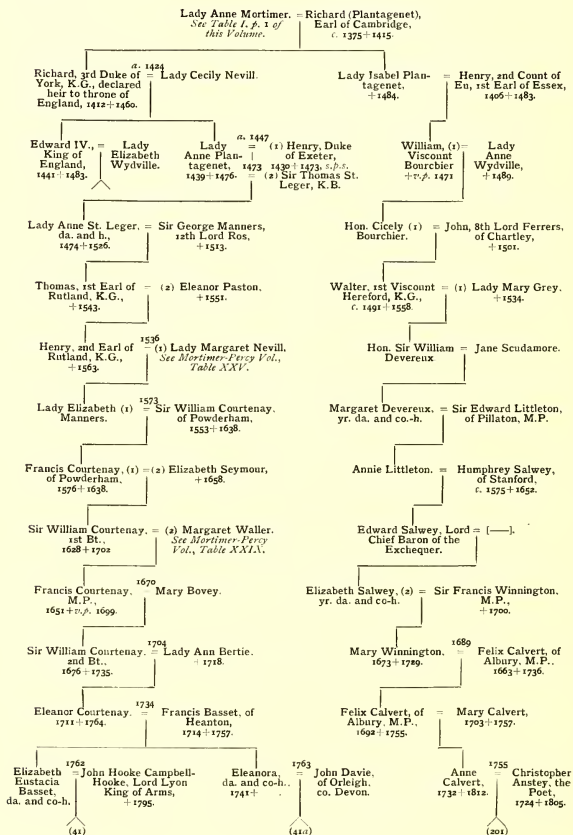 Lady Anne Mortimer. = Richard (Plantagenet),
See Table I. p. 1 of Earl of Cambridge,
this Volume. c. 1375+1415.
a. 1424
Richard, 3rd Duke of = Lady Cecily Nevill.
York, K.G., declared
heir to throne of
England, 1412+1460.
Lady Isabel Plan- = Henry, 2nd Count of
tagenet, Eu, 1st Earl of Essex,
+1484. 1406+1483.
Edward IV., = Lady
King of Elizabeth
England, Wydville.
1441+1483.
a. 1447
Lady = (1) Henry, Duke
Anne Plan- | of Exeter,
tagenet, 1473 1430+1473, s.p.s.
1439+1476. = (2) Sir Thomas St.
Leger, K.B.
William, (1)= Lady
Viscount Anne
Bourchier Wydville,
+v.p. 1471 +1489.
Lady Anne St. Leger, = Sir George Manners,
da. and h., 12th Lord Ros,
1474+1526. +1513.
Hon. Cicely (1) = John, 8th Lord Ferrers,
Bourchier. of Chartley,
+1501.
Thomas, 1st Earl of = (2) Eleanor Paston,
Rutland, K.G., +1551.
+1543.
Walter, 1st Viscount = (1) Lady Mary Grey.
Hereford, K.G., +1534.
c. 1491+1558.
1536
Henry, 2nd Earl of = (1) Lady Margaret Nevill,
Rutland, K.G., See Mortimer-Percy Vol.,
+1563. Table XXV.
Hon. Sir William = Jane Scudamore.
Devereux
1573
Lady Elizabeth (1) = Sir William Courtenay,
Manners. of Powderham,
1553+1638.
Margaret Devereux, = Sir Edward Littleton,
yr. da. and co.-h. of Pillaton, M.P.
Francis Courtenay, (1) = (2) Elizabeth Seymour,
of Powderham, +1658.
1576+1638.
Annie Littleton. = Humphrey Salwey,
of Stanford,
c. 1575+1652.
Sir William Courtenay, = (2) Margaret Waller.
1st Bt., See Mortimer-Percy
1628+1702 Vol., Table XXIX.
Edward Salwey, Lord = [—].
Chief Baron of the
Exchequer.
1670
Francis Courtenay. = Mary Bovey.
M.P.,
1651+v.p. 1699.
Elizabeth Salwey, (2) = Sir Francis Winnington,
yr. da. and co-h. M.P.,
+1700.
1704
Sir William Courtenay. = Lady Ann Bertie.
2nd Bt., +1718.
1676+1735.
1689
Mary Winnington, = Felix Calvert, of
1673+1729. Albury, M.P.,
1663+1736.
1734
Eleanor Courtenay. = Francis Basset, of
1711+1764. Heanton,
1714+1757.
Felix Calvert, of = Mary Calvert,
Albury, M.P., 1703+1757.
1692+1755.
1762
Elizabeth = John Hooke Campbell-
Eustacia Hooke, Lord Lyon
Basset, King of Arms,
da. and co-h. +1795.
1763
Eleanora, = John Davie,
da. and co-h.. of Orleigh.
1741+ . co. Devon.
1755
Anne = Christopher
Calvert, Anstey, the
1732+1812. Poet,
1724+1805.
(41) (41a) (201)